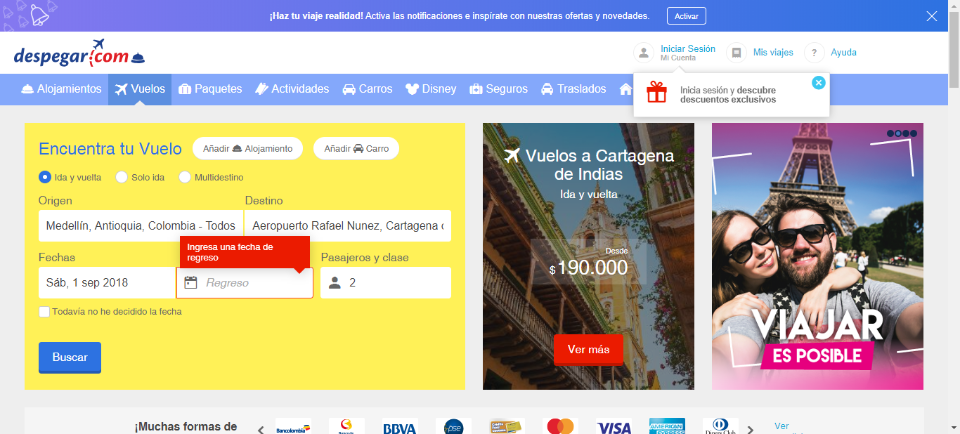 ¡Haz tu viaje realidad! Activa las notificaciones e inspírate con nuestras ofertas y novedades.
Activar
despegar.com
Iniciar Sesión
Mi Cuenta
Mis viajes
?
Ayuda
Alojamientos
Vuelos
Paquetes
Actividades
Carros
Disney
Seguros
Traslados
Inicia sesión y descubre
descuentos exclusivos
Encuentra tu Vuelo
Añadir Alojamiento
Añadir Carro
Ida y vuelta
Solo ida
Multidestino
Origen
Destino
Medellín, Antioquia, Colombia - Todos
Aeropuerto Rafael Nunez, Cartagena
Ingresa una fecha de
regreso
Fechas
Pasajeros y clase
Sáb, 1 sep 2018
Regreso
2
Todavía no he decidido la fecha
Buscar
Vuelos a Cartagena
de Indias
Ida y vuelta
Desde
$190.000
Ver más
VIAJAR
ES POSIBLE
¡Muchas formas de
Bancolombia
BBVA
pse
VISA
AMERICAN
EXPRESS
Ver